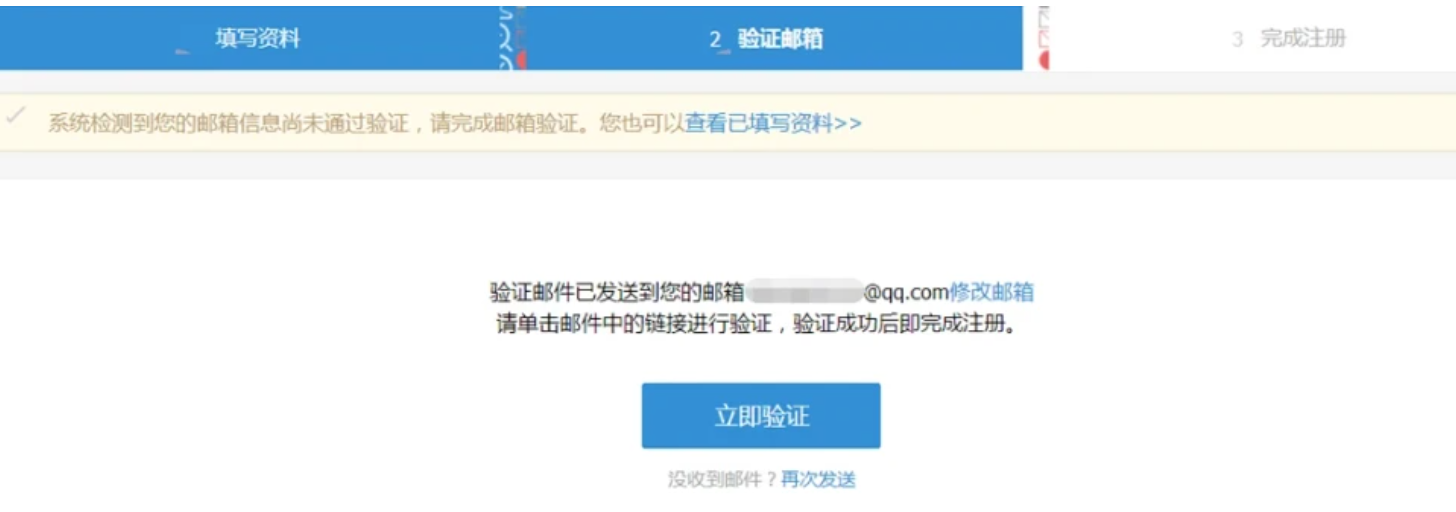 填写资料
2 验证邮箱
3 完成注册
系统检测到您的邮箱信息尚未通过验证，请完成邮箱验证。您也可以查看已填写资料>>
验证邮件已发送到您的邮箱@qq.com修改邮箱
请单击邮件中的链接进行验证，验证成功后即完成注册。
立即验证
没收到邮件？再次发送